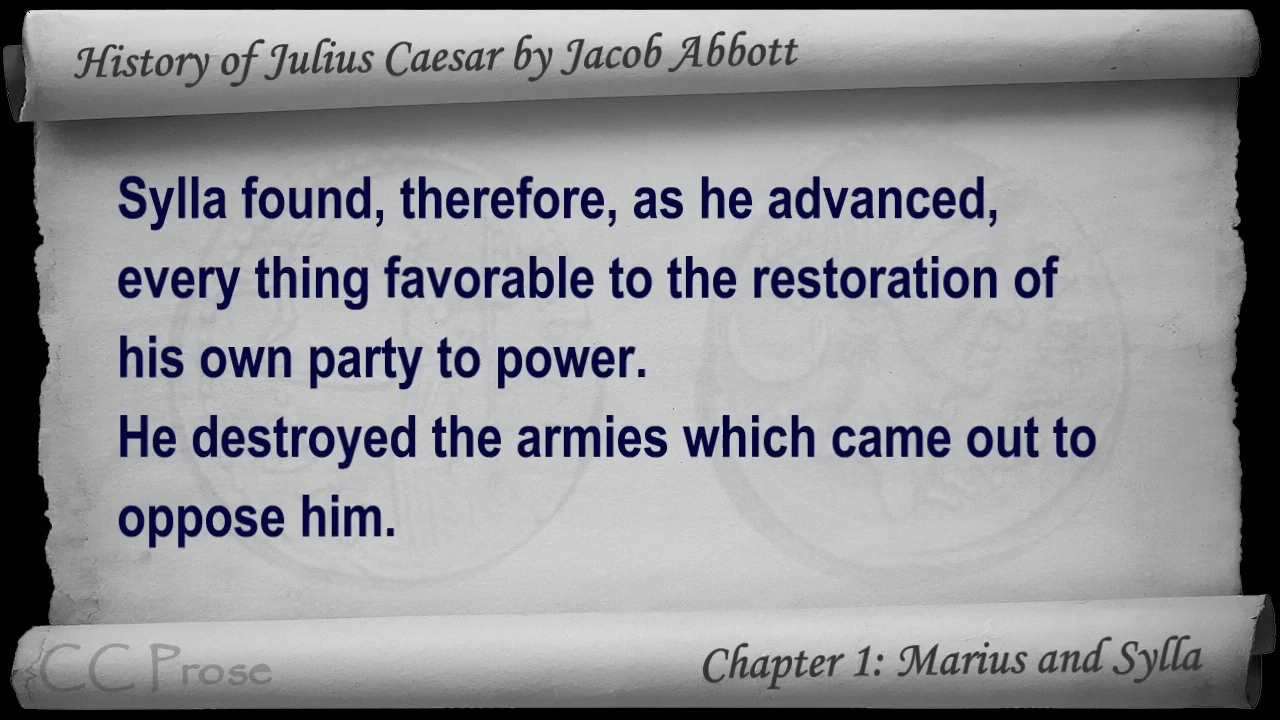 History of Julius Caesar by Jacob Abbott
Sylla found, therefore, as he advanced,
every thing favorable to the restoration of
his own party to power.
He destroyed the armies which came out to
oppose him.
CC Prose
Chapter 1: Marius and Sylla